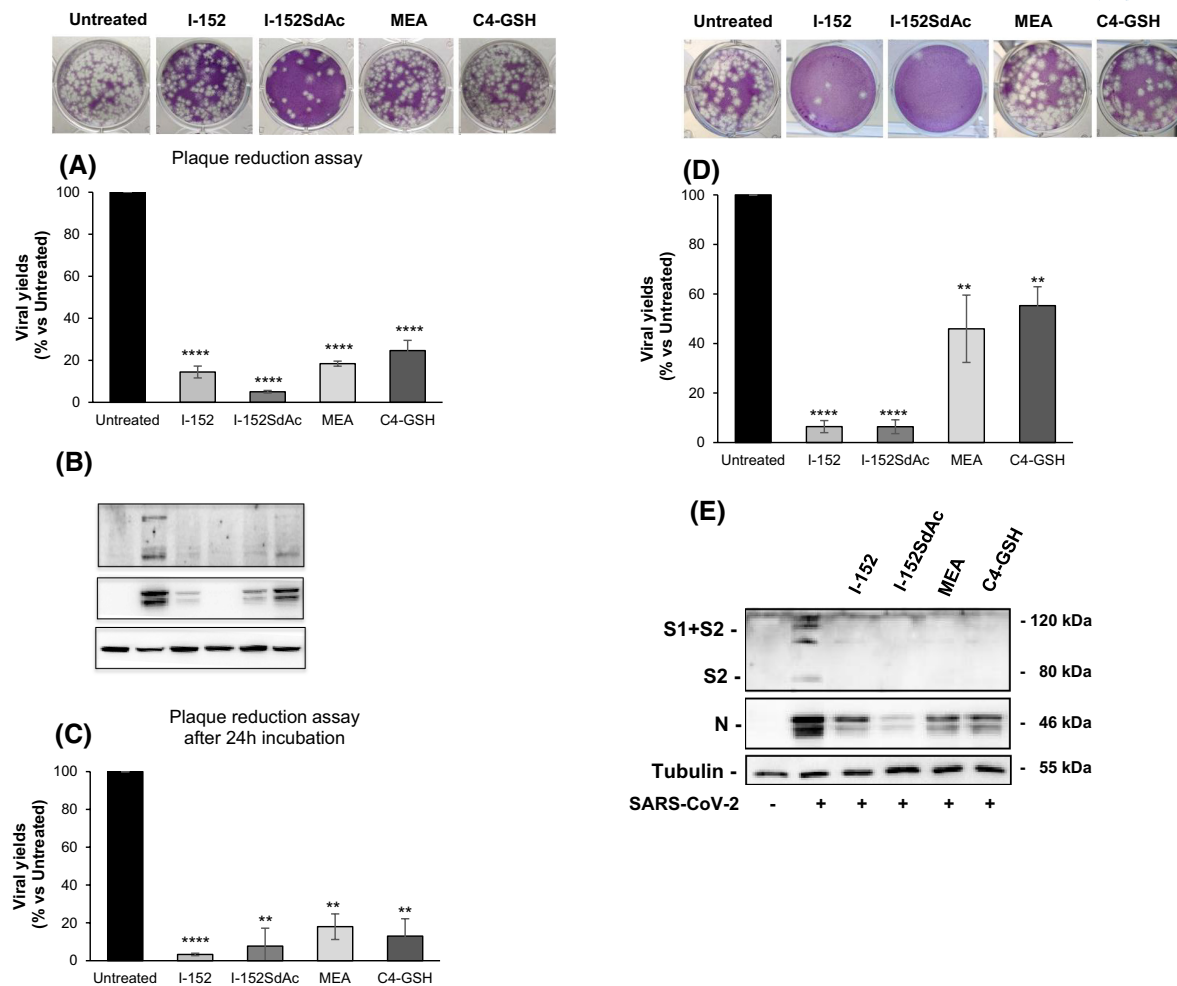 Untreated I-152 I-152SdAc MEA C4-GSH
(A)
Plaque reduction assay
Viral yields
(% vs Untreated)
100
80
60
40
20
0
**** **** **** ****
Untreated I-152 I-152SdAc MEA C4-GSH
(B)
(C)
Plaque reduction assay
after 24h incubation
Viral yields
(% vs Untreated)
100
80
60
40
20
0
**** ** ** **
Untreated I-152 I-152SdAc MEA C4-GSH
Untreated I-152 I-152SdAc MEA C4-GSH
(D)
Viral yields
(% vs Untreated)
100
80
60
40
20
0
**** **** ** **
Untreated I-152 I-152SdAc MEA C4-GSH
(E)
I-152 I-152SdAc MEA C4-GSH
S1+S2 - - 120 kDa
S2 - - 80 kDa
N - - 46 kDa
Tubulin - - 55 kDa
SARS-CoV-2 - + + + + +